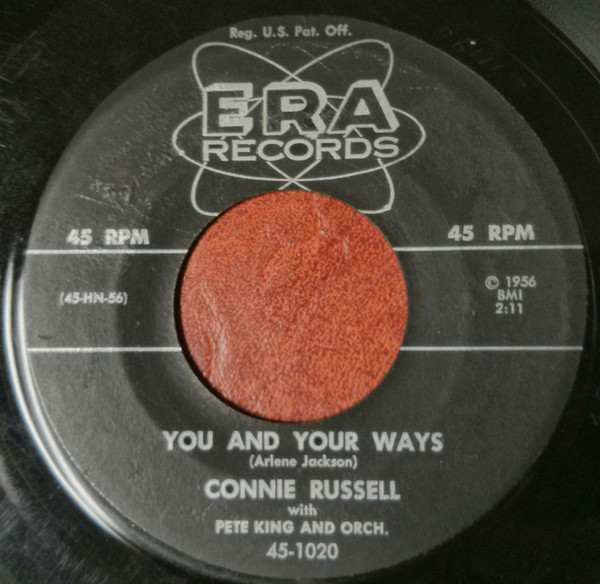 Reg. U.S. Pat. Off.
ERA
RECORDS
45 RPM
45 RPM
(45-HN-56)
© 1956
BMI
2:11
YOU AND YOUR WAYS
(Arlene Jackson)
CONNIE RUSSELL
with
PETE KING AND ORCH.
45-1020